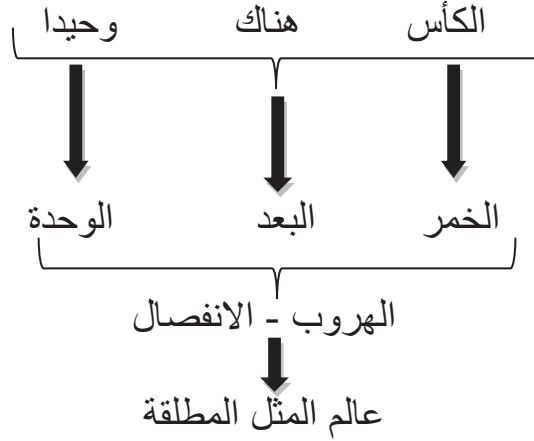 الكأس هناك وحيدا
الخمر البعد الوحدة
الهروب - الانفصال
عالم المثل المطلقة